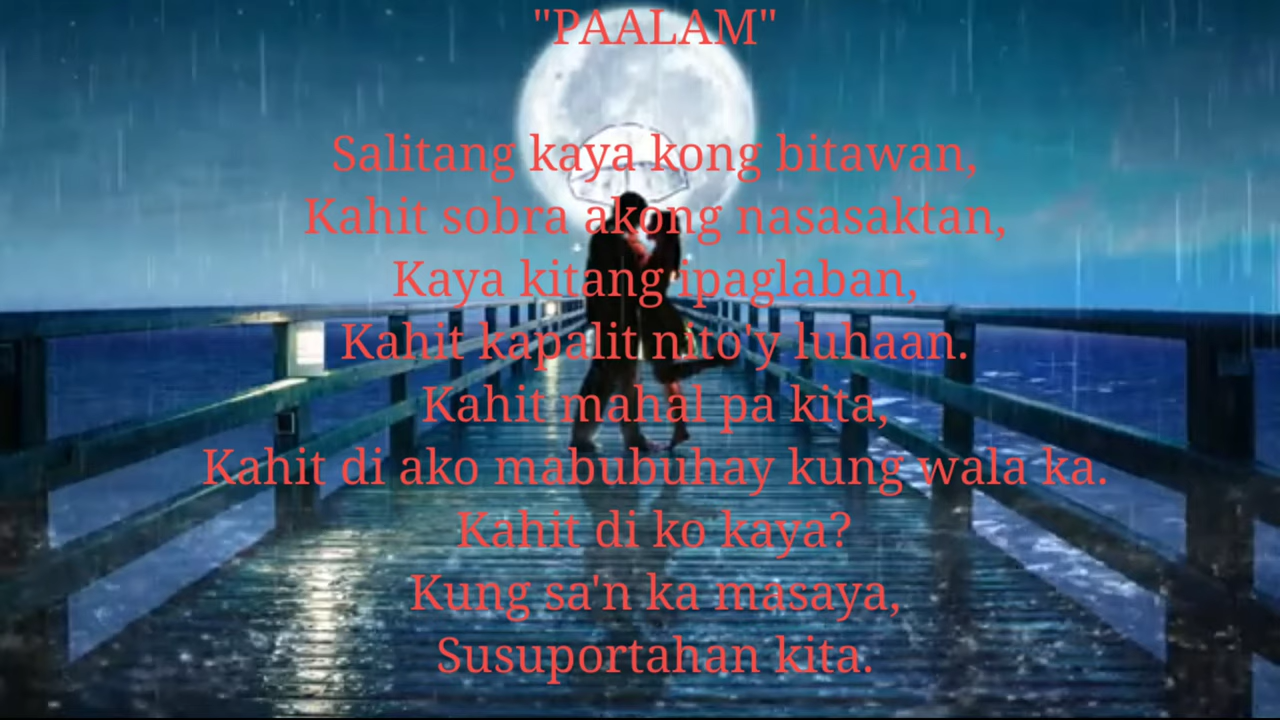 "PAALAM"
Salitang kaya kong bitawan,
Kahit sobra akong nasasaktan,
Kaya kitang ipaglaban,
Kahit kapalit nito'y luhaan.
Kahit mahal pa kita,
Kahit di ako mabubuhay kung wala ka.
Kahit di ko kaya?
Kung sa'n ka masaya,
Susuportahan kita.